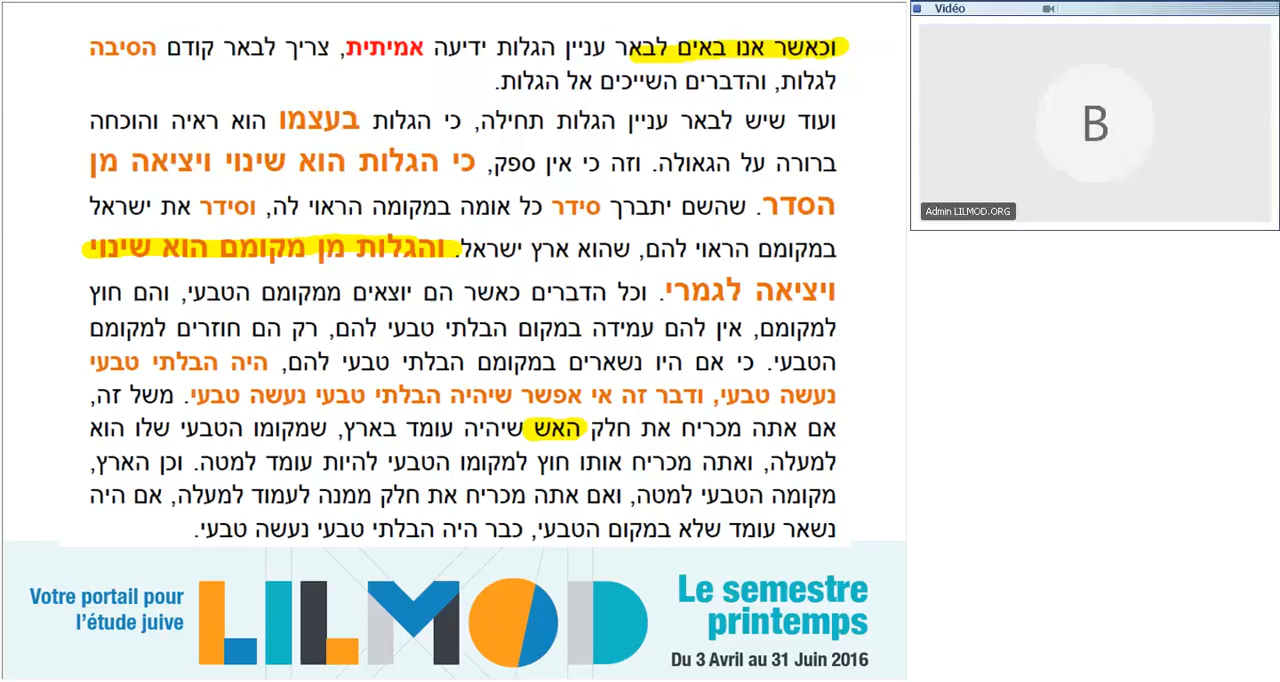 וכאשר אנו באים לבאר עניין הגלות ידיעה אמיתית, צריך לבאר קודם הסיבה
לגלות, והדברים השייכים אל הגלות.
ועוד שיש לבאר עניין הגלות תחילה, כי הגלות בעצמו הוא ראיה והוכחה
ברורה על הגאולה. וזה כי אין ספק, כי הגלות הוא שינוי ויציאה מן
הסדר. שהשם יתברך סידר כל אומה במקומה הראוי לה, וסידר את ישראל
במקומם הראוי להם, שהוא ארץ ישראל. והגלות מן מקומם הוא שינוי
ויציאה לגמרי. וכל הדברים כאשר הם יוצאים ממקומם הטבעי, והם חוץ
למקומם, אין להם עמידה במקום הבלתי טבעי להם, רק הם חוזרים למקומם
הטבעי. כי אם היו נשארים במקומם הבלתי טבעי להם, היה הבלתי טבעי
נעשה טבעי, ודבר זה אי אפשר שיהיה הבלתי טבעי נעשה טבעי. משל זה,
אם אתה מכריח את חלק האש שיהיה עומד בארץ, שמקומו הטבעי שלו הוא
למעלה, ואתה מכריח אותו חוץ למקומו הטבעי להיות עומד למטה. וכן הארץ,
מקומה הטבעי למטה, ואם אתה מכריח את חלק ממנה לעמוד למעלה, אם היה
נשאר עומד שלא במקום הטבעי, כבר היה הבלתי טבעי נעשה טבעי.
Votre portail pour
l'étude juive
LILMOD
Le semestre
printemps
Du 3 Avril au 31 Juin 2016
Vidéo
B
Admin LILMOD.ORG